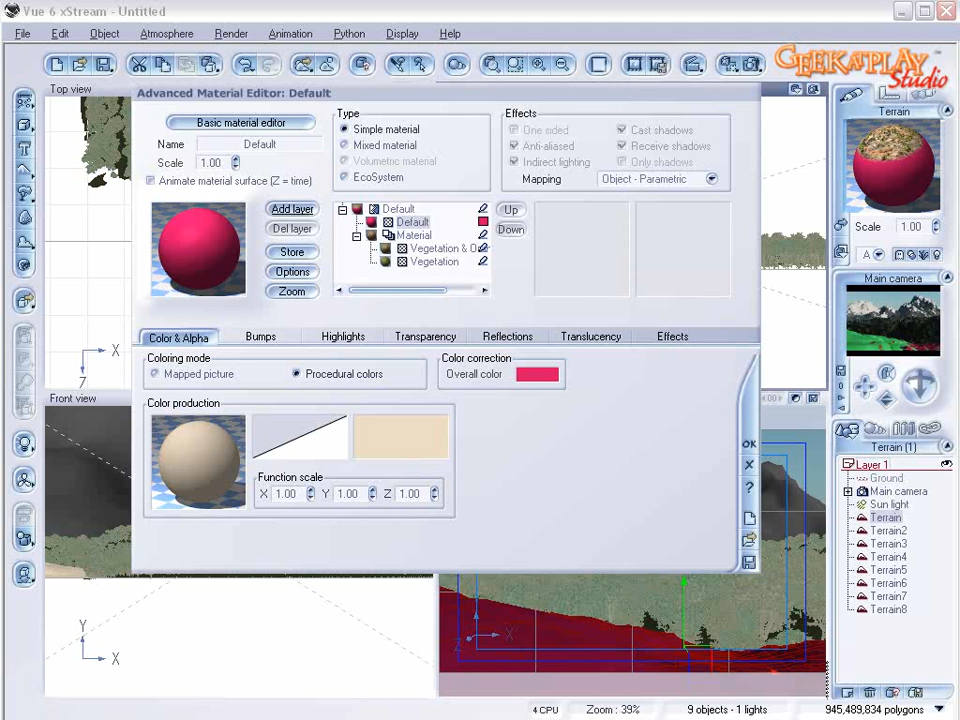 Vue 6 xStream - Untitled
File Edit Object Atmosphere Render Animation Python Display Help
GEEKATPLAY
Studio
Top view
Advanced Material Editor: Default
Basic material editor
Name Default
Scale 1.00
Animate material surface (Z = time)
Type
Simple material
Mixed material
Volumetric material
EcoSystem
Effects
One sided
Cast shadows
Anti-aliased
Receive shadows
Indirect lighting
Only shadows
Mapping Object - Parametric
Add layer
Del layer
Store
Options
Zoom
Default
Default
Material
Vegetation &
Vegetation
Up
Down
Color & Alpha Bumps Highlights Transparency Reflections Translucency Effects
Coloring mode
Mapped picture
Procedural colors
Color correction
Overall color
Color production
Function scale
X 1.00 Y 1.00 Z 1.00
OK
X
?
X
Z
Front view
Y
X
Z
X
Terrain
Scale 1.00
A
Main camera
Terrain (1)
Layer 1
Ground
Main camera
Sun light
Terrain
Terrain2
Terrain3
Terrain4
Terrain5
Terrain6
Terrain7
Terrain8
4 CPU Zoom : 39% 9 objects - 1 lights 945,489,834 polygons